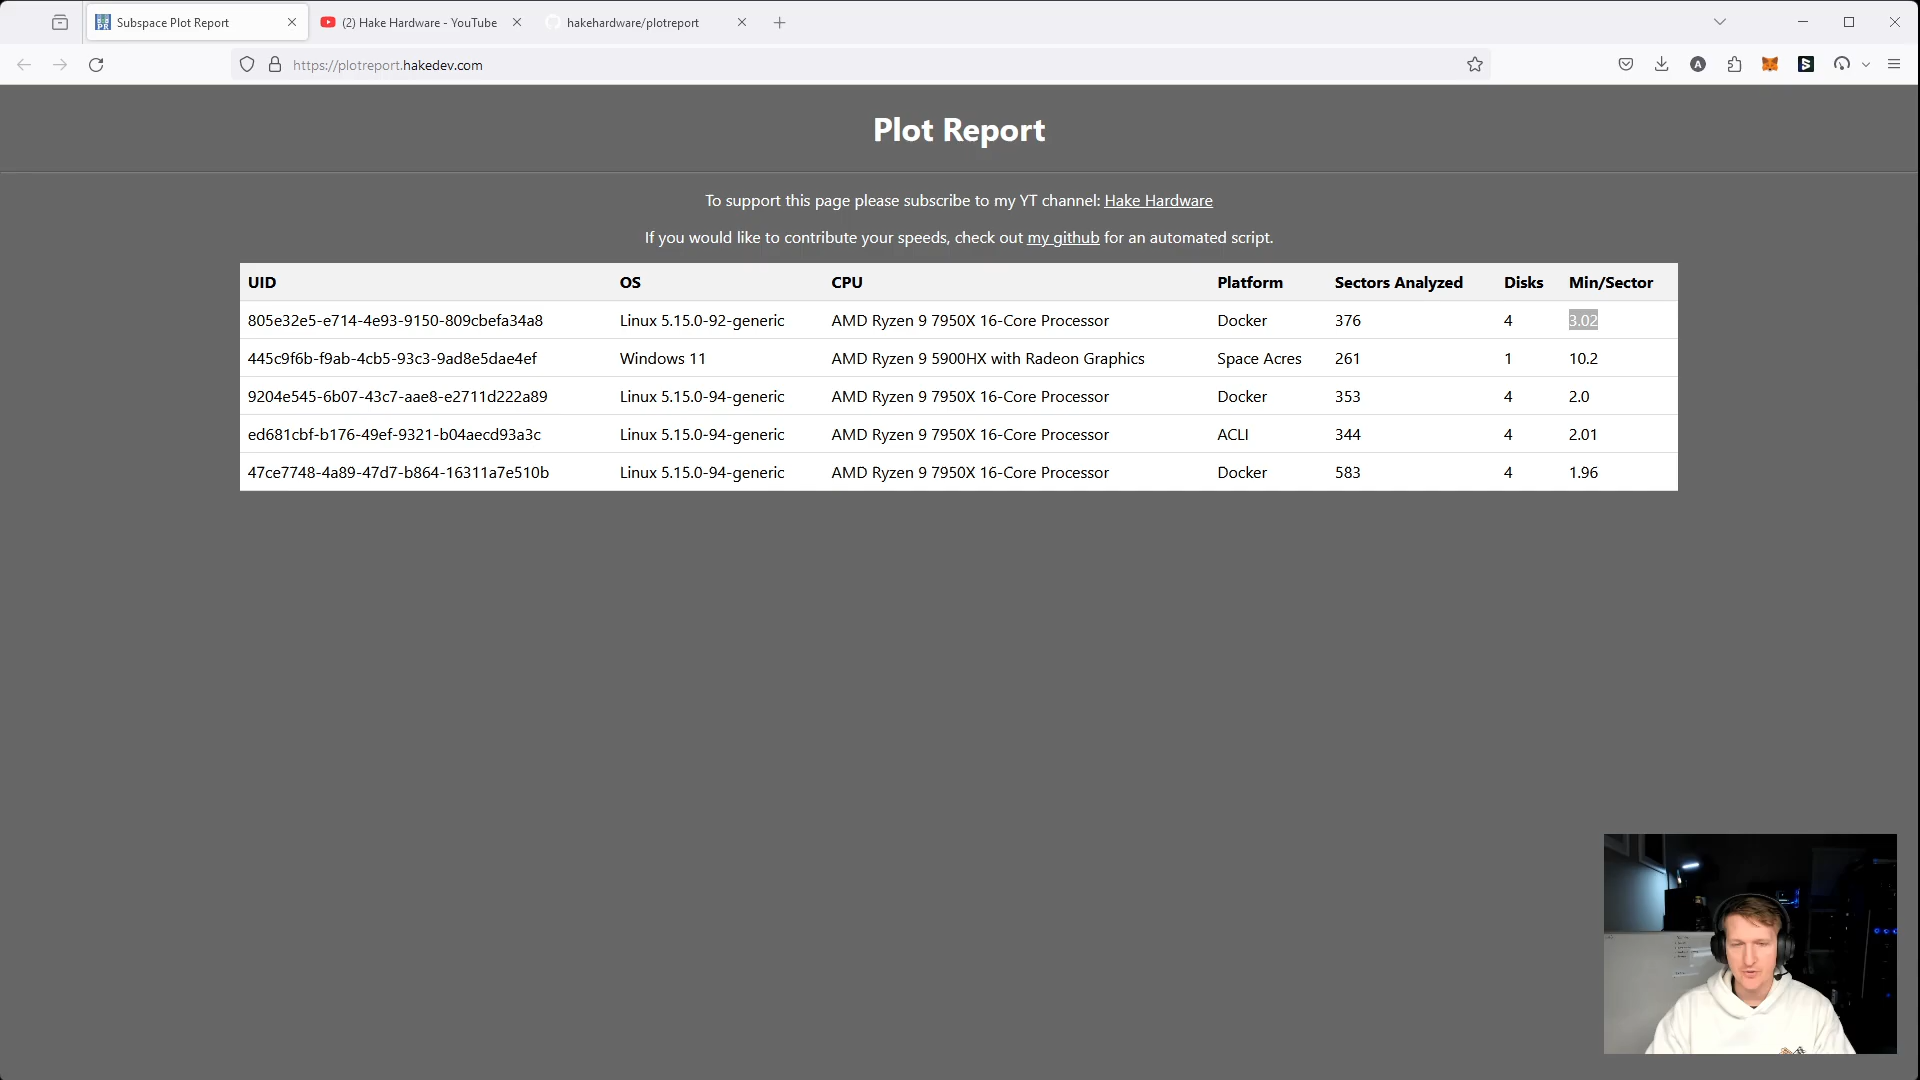 Subspace Plot Report
(2) Hake Hardware - YouTube
hakehardware/plotreport
https://plotreport.hakedev.com
Plot Report
To support this page please subscribe to my YT channel: Hake Hardware
If you would like to contribute your speeds, check out my github for an automated script.
UID OS CPU Platform Sectors Analyzed Disks Min/Sector
805e32e5-e714-4e93-9150-809cbefa34a8 Linux 5.15.0-92-generic AMD Ryzen 9 7950X 16-Core Processor Docker 376 4 3.02
445c9f6b-f9ab-4cb5-93c3-9ad8e5dae4ef Windows 11 AMD Ryzen 9 5900HX with Radeon Graphics Space Acres 261 1 10.2
9204e545-6b07-43c7-aae8-e2711d222a89 Linux 5.15.0-94-generic AMD Ryzen 9 7950X 16-Core Processor Docker 353 4 2.0
ed681cbf-b176-49ef-9321-b04aecd93a3c Linux 5.15.0-94-generic AMD Ryzen 9 7950X 16-Core Processor ACLI 344 4 2.01
47ce7748-4a89-47d7-b864-16311a7e510b Linux 5.15.0-94-generic AMD Ryzen 9 7950X 16-Core Processor Docker 583 4 1.96